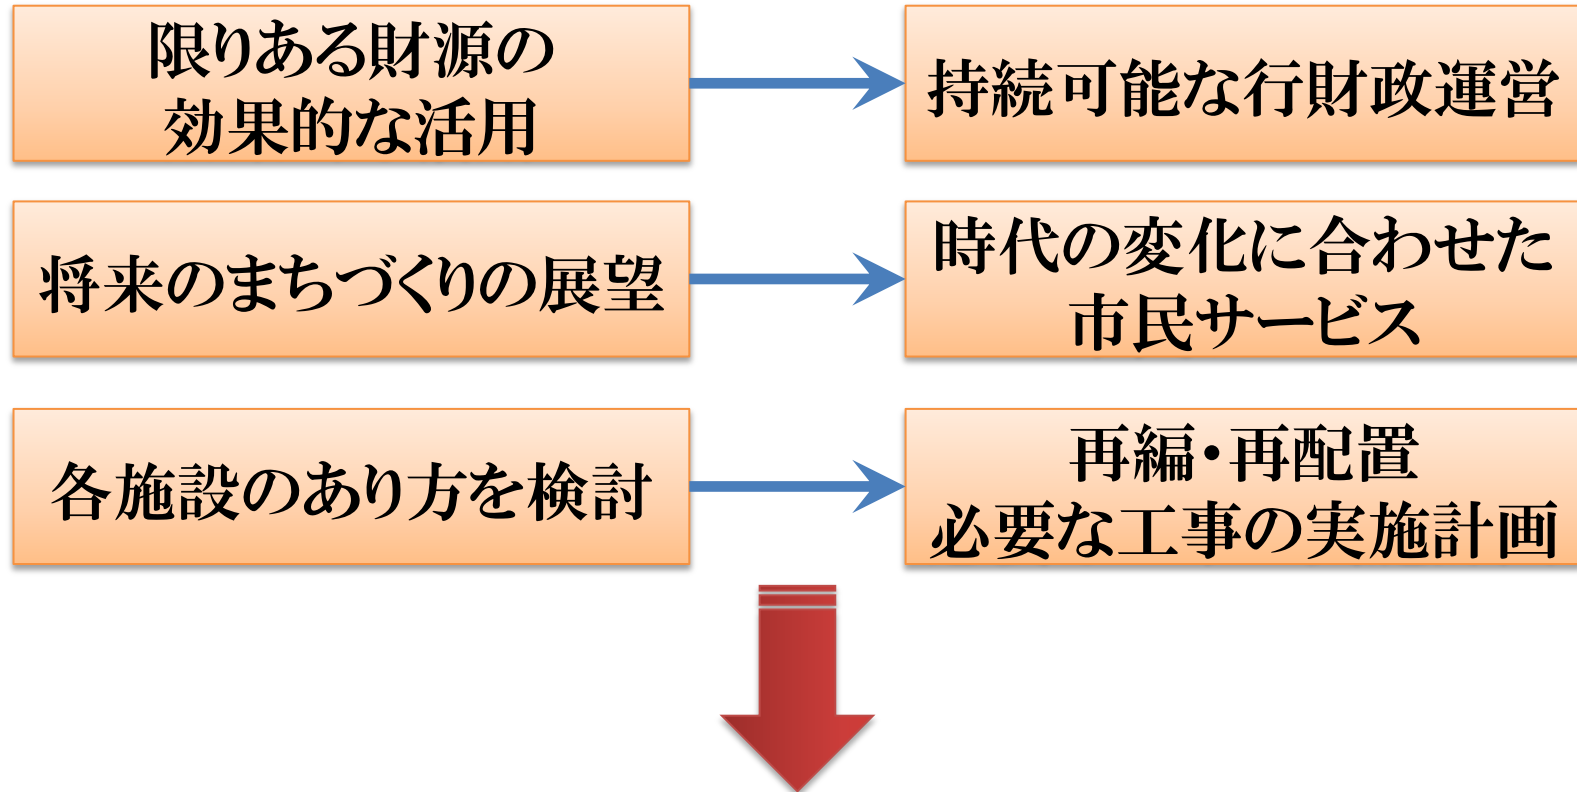 限りある財源の
効果的な活用
持続可能な行財政運営
将来のまちづくりの展望
時代の変化に合わせた
市民サービス
各施設のあり方を検討
再編・再配置
必要な工事の実施計画